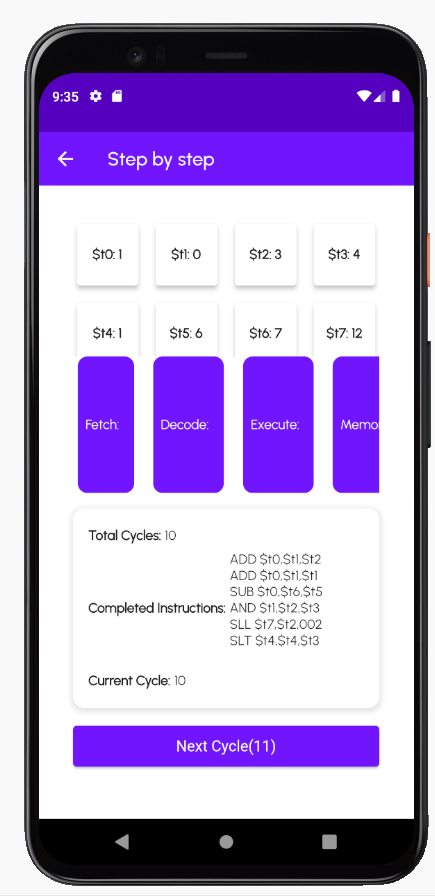 9:35
Step by step
$t0: 1 $t1: 0 $t2: 3 $t3: 4
$t4: 1 $t5: 6 $t6: 7 $t7: 12
Fetch: Decode: Execute: Memo
Total Cycles: 10
ADD $t0,$t1,$t2
ADD $t0,$t1,$t1
SUB $t0,$t6,$t5
Completed Instructions: AND $t1,$t2,$t3
SLL $t7,$t2,002
SLT $t4,$t4,$t3
Current Cycle: 10
Next Cycle(11)